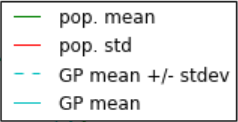 pop. mean
pop. std
GP mean +/- stdev
GP mean